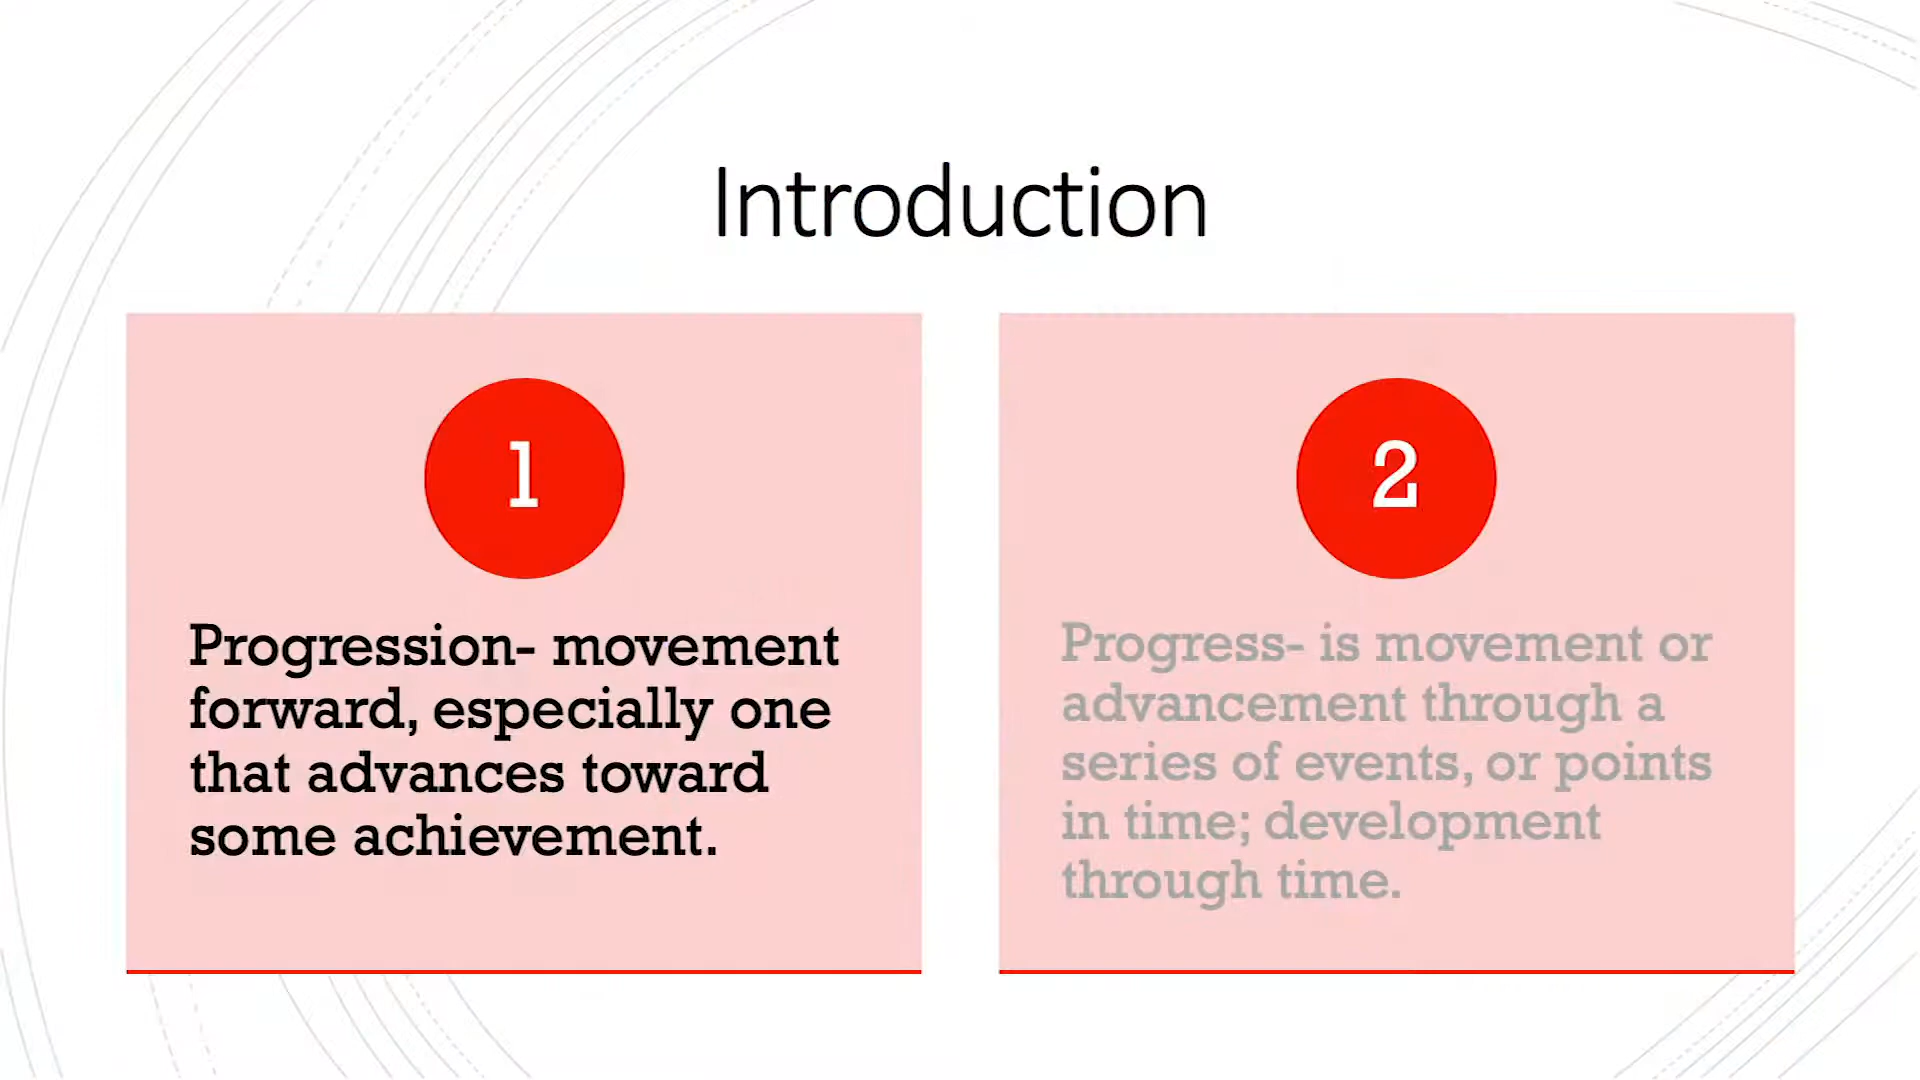 Introduction
1
Progression- movement
forward, especially one
that advances toward
some achievement.
2
Progress- is movement or
advancement through a
series of events, or points
in time; development
through time.